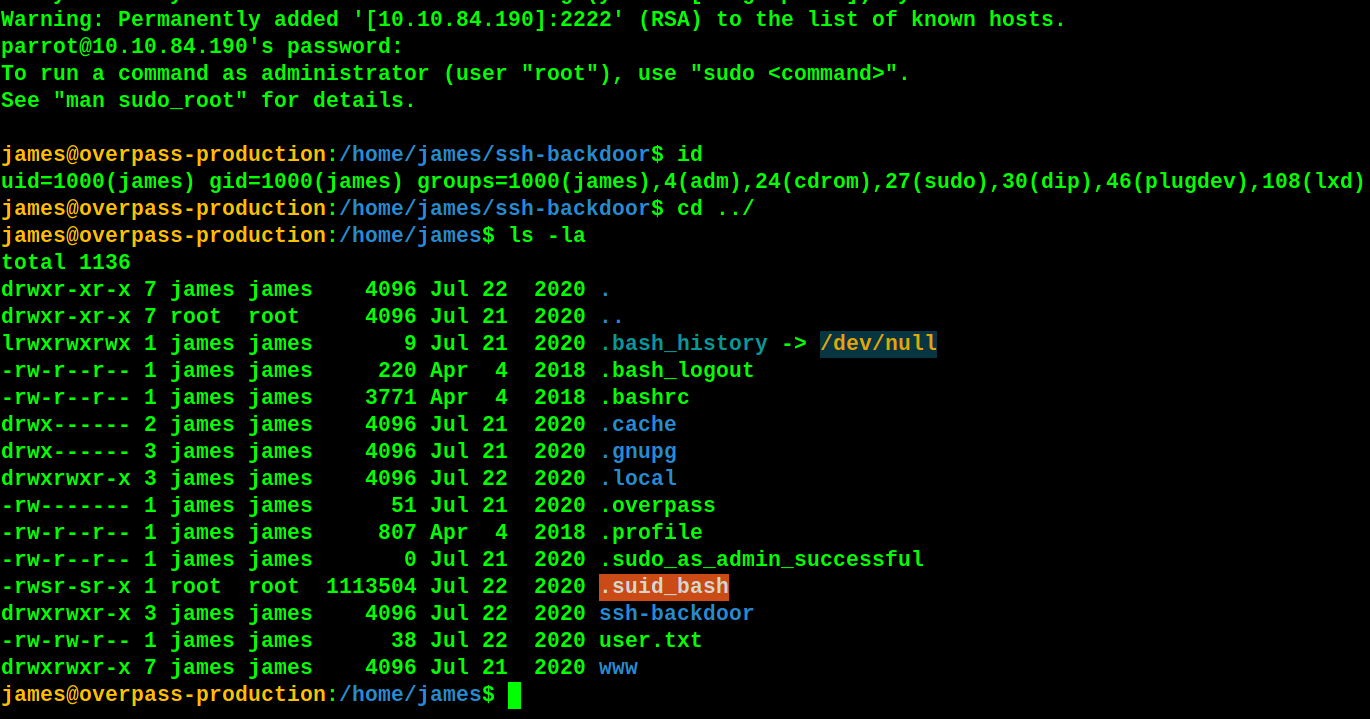 Warning: Permanently added '[10.10.84.190]:2222' (RSA) to the list of known hosts.
parrot@10.10.84.190's password:
To run a command as administrator (user "root"), use "sudo <command>".
See "man sudo_root" for details.
james@overpass-production:/home/james/ssh-backdoor$ id
uid=1000(james) gid=1000(james) groups=1000(james),4(adm),24(cdrom),27(sudo),30(dip),46(plugdev),108(lxd)
james@overpass-production:/home/james/ssh-backdoor$ cd ../
james@overpass-production:/home/james$ ls -la
total 1136
drwxr-xr-x 7 james james    4096 Jul 22  2020 .
drwxr-xr-x 7 root  root     4096 Jul 21  2020 ..
lrwxrwxrwx 1 james james       9 Jul 21  2020 .bash_history -> /dev/null
-rw-r--r-- 1 james james     220 Apr  4  2018 .bash_logout
-rw-r--r-- 1 james james    3771 Apr  4  2018 .bashrc
drwx------ 2 james james    4096 Jul 21  2020 .cache
drwx------ 3 james james    4096 Jul 21  2020 .gnupg
drwxrwxr-x 3 james james    4096 Jul 22  2020 .local
-rw------- 1 james james      51 Jul 21  2020 .overpass
-rw-r--r-- 1 james james     807 Apr  4  2018 .profile
-rw-r--r-- 1 james james       0 Jul 21  2020 .sudo_as_admin_successful
-rwsr-sr-x 1 root  root  1113504 Jul 22  2020 .suid_bash
drwxrwxr-x 3 james james    4096 Jul 22  2020 ssh-backdoor
-rw-rw-r-- 1 james james      38 Jul 22  2020 user.txt
drwxrwxr-x 7 james james    4096 Jul 21  2020 www
james@overpass-production:/home/james$